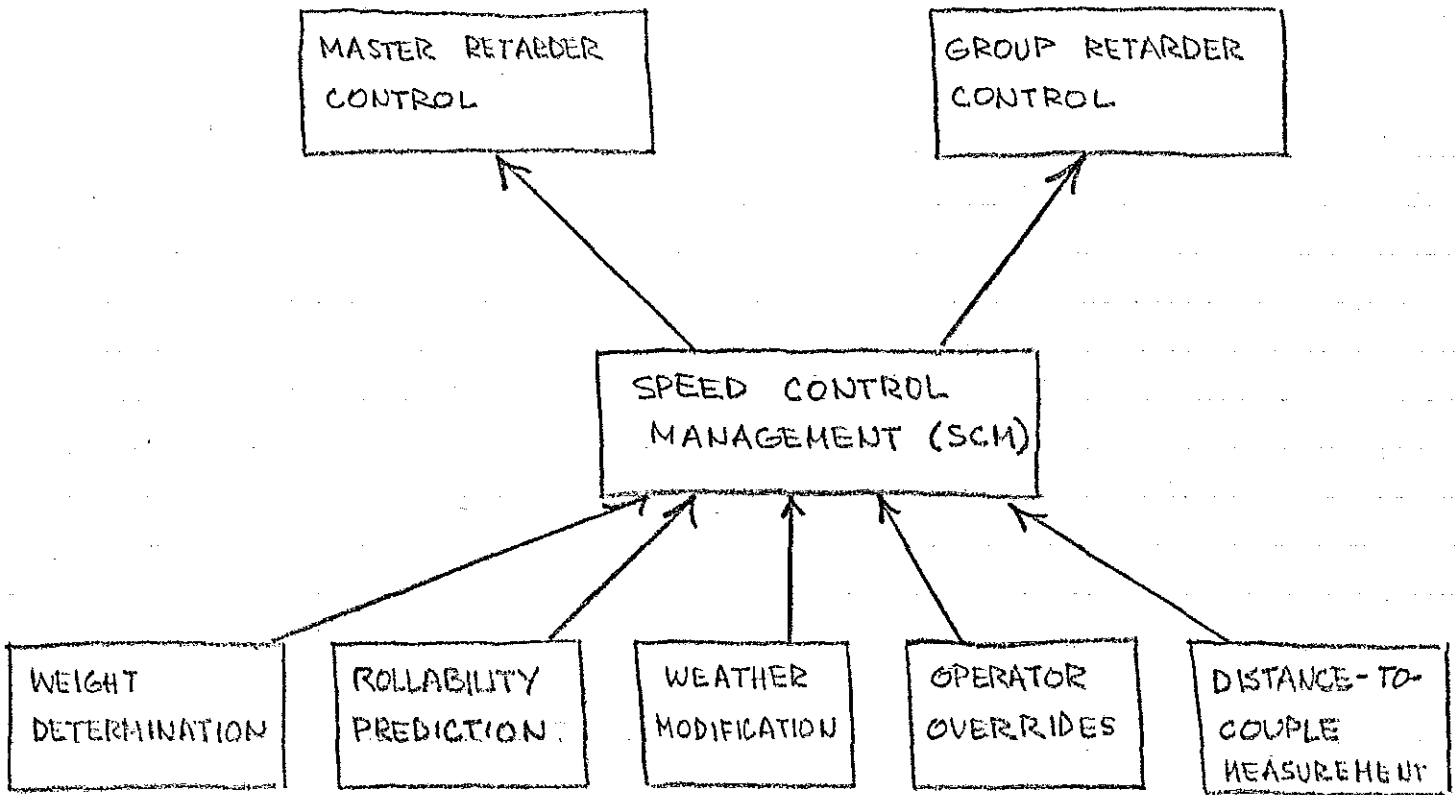 MASTER RETARDER
CONTROL
GROUP RETARDER
CONTROL
SPEED CONTROL
MANAGEMENT (SCM)
WEIGHT
DETERMINATION
ROLLABILITY
PREDICTION
WEATHER
MODIFICATION
OPERATOR
OVERRIDES
DISTANCE-TO-
COUPLE
MEASUREMENT